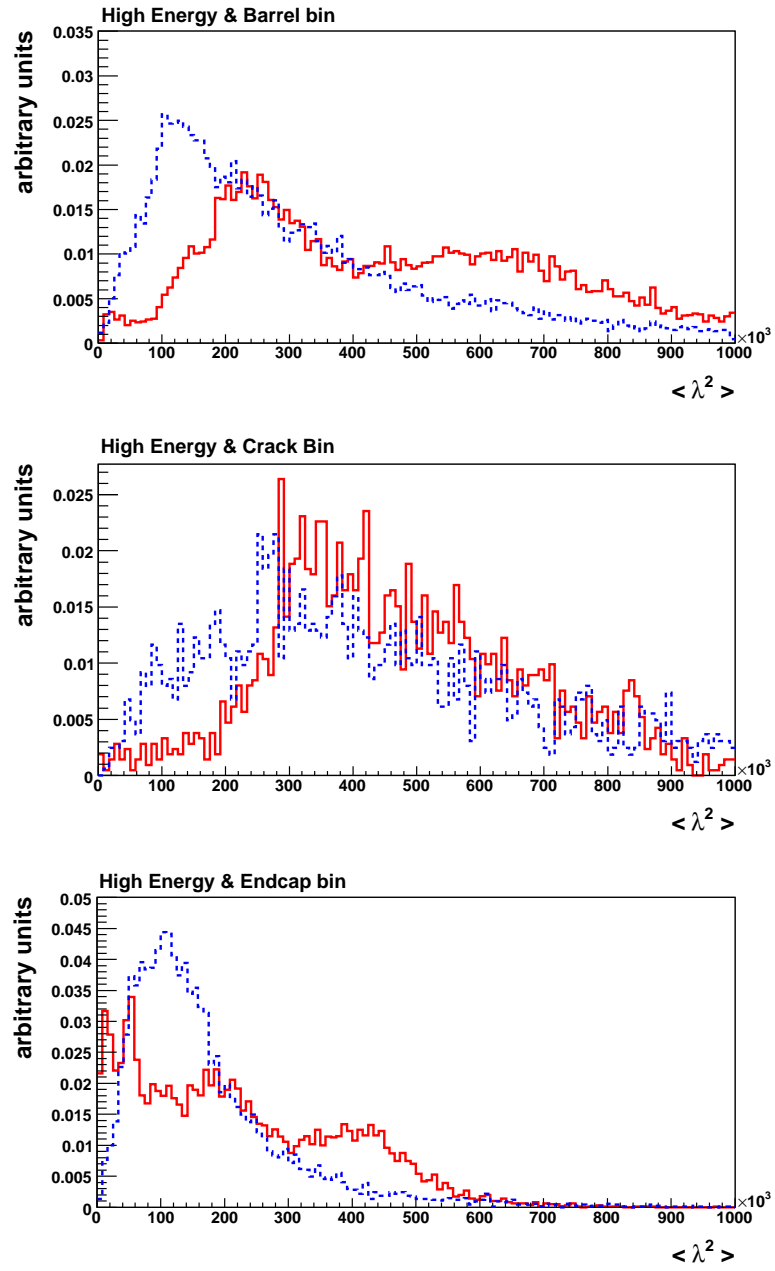 High Energy & Barrel bin
arbitrary units
0.035
0.03
0.025
0.02
0.015
0.01
0.005
0
0 100 200 300 400 500 600 700 800 900 1000
×10³
< λ² >
High Energy & Crack Bin
arbitrary units
0.025
0.02
0.015
0.01
0.005
0
0 100 200 300 400 500 600 700 800 900 1000
×10³
< λ² >
High Energy & Endcap bin
arbitrary units
0.05
0.045
0.04
0.035
0.03
0.025
0.02
0.015
0.01
0.005
0
0 100 200 300 400 500 600 700 800 900 1000
×10³
< λ² >